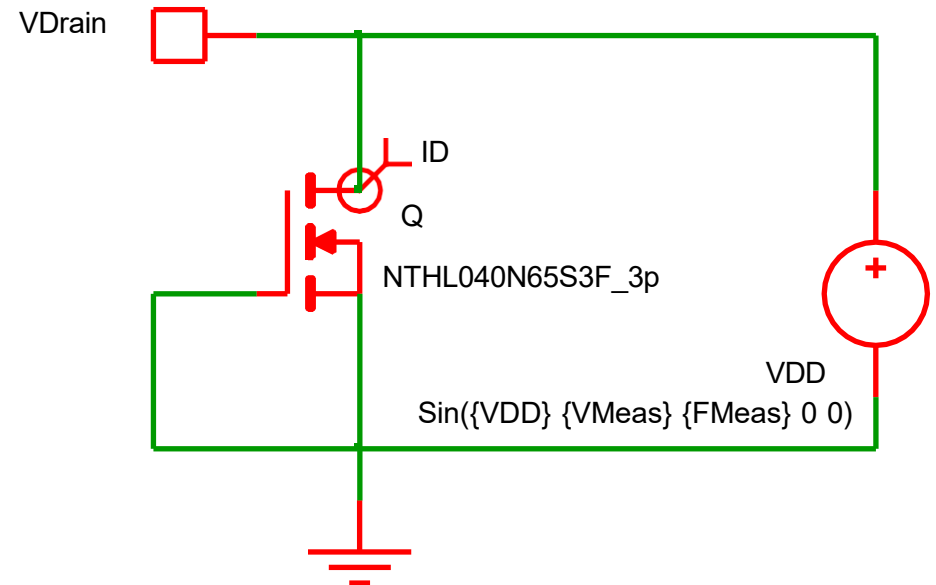 VDrain
ID
Q
NTHL040N65S3F_3p
+
VDD
Sin({VDD} {VMeas} {FMeas} 0 0)